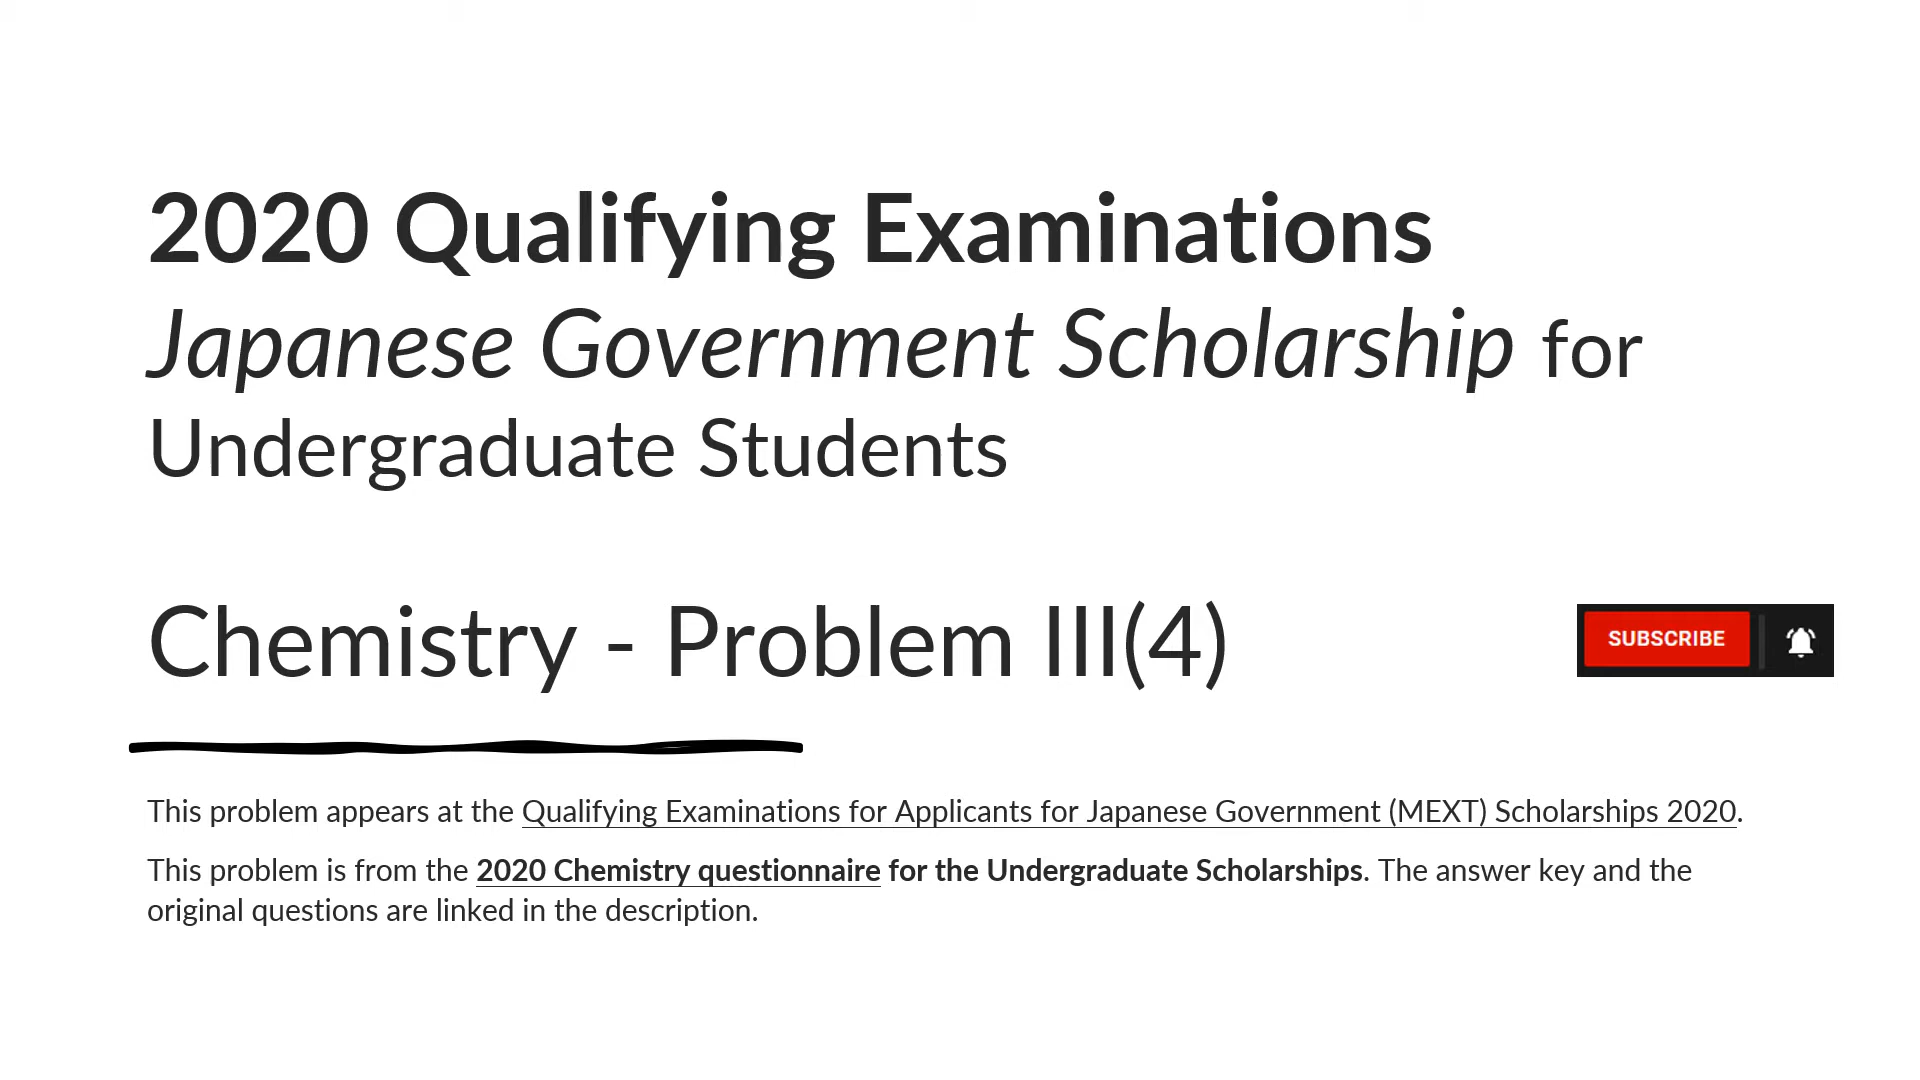 2020 Qualifying Examinations
Japanese Government Scholarship for
Undergraduate Students
Chemistry - Problem III(4)
SUBSCRIBE
This problem appears at the Qualifying Examinations for Applicants for Japanese Government (MEXT) Scholarships 2020.
This problem is from the 2020 Chemistry questionnaire for the Undergraduate Scholarships. The answer key and the
original questions are linked in the description.